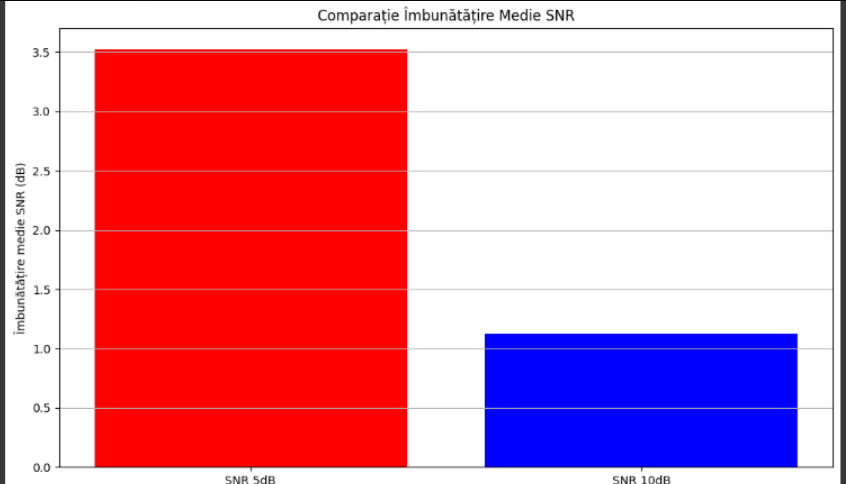 Comparație Îmbunătățire Medie SNR
Îmbunătățire medie SNR (dB)
3.5
3.0
2.5
2.0
1.5
1.0
0.5
0.0
SNR 5dB
SNR 10dB